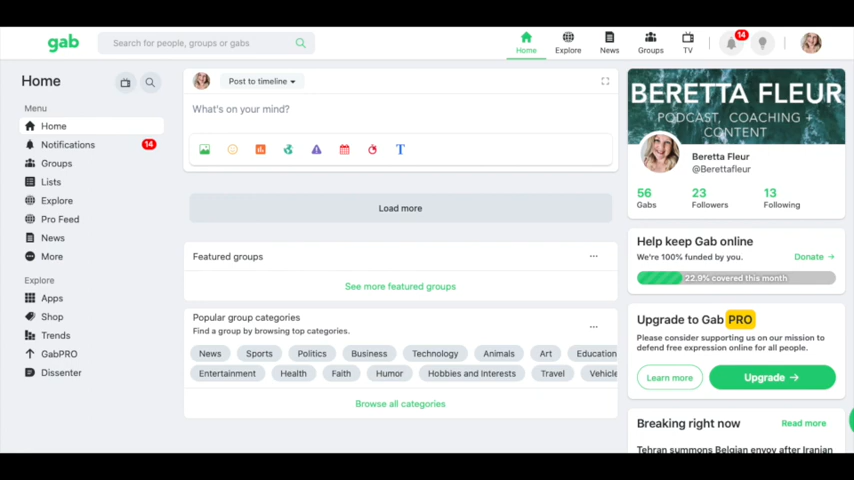 gab
Search for people, groups or gabs
Home
Explore
News
Groups
TV
14
Home
Menu
Home
Notifications
14
Groups
Lists
Explore
Pro Feed
News
More
Explore
Apps
Shop
Trends
GabPRO
Dissenter
Post to timeline
What's on your mind?
T
Load more
Featured groups
See more featured groups
Popular group categories
Find a group by browsing top categories.
News Sports Politics Business Technology Animals Art Education
Entertainment Health Faith Humor Hobbies and Interests Travel Vehicle
Browse all categories
BERETTA FLEUR
PODCAST, COACHING +
CONTENT
Beretta Fleur
@Berettafleur
56 23 13
Gabs Followers Following
Help keep Gab online
We're 100% funded by you. Donate →
22.9% covered this month
Upgrade to Gab PRO
Please consider supporting us on our mission to
defend free expression online for all people.
Learn more Upgrade →
Breaking right now Read more
Tehran summons Belgian envoy after Iranian